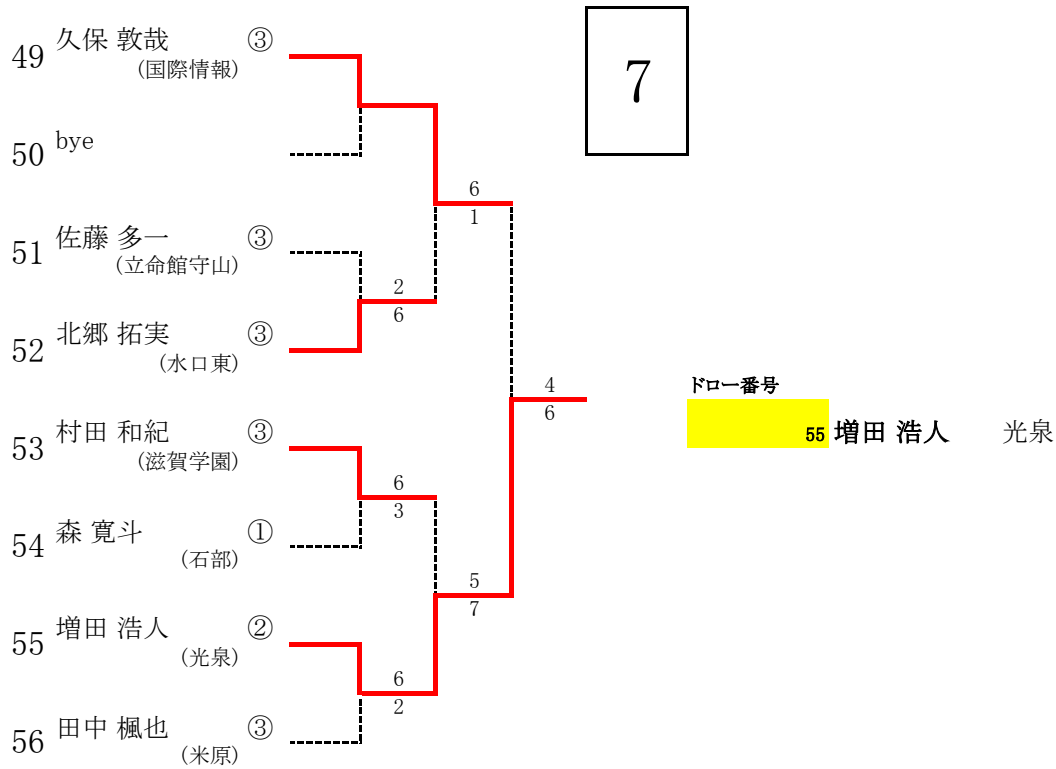 7
49 久保 敦哉 ③
(国際情報)
50 bye
6
1
51 佐藤 多一 ③
(立命館守山)
2
6
52 北郷 拓実 ③
(水口東)
4
6
ドロー番号
55 増田 浩人 光泉
53 村田 和紀 ③
(滋賀学園)
6
3
54 森 寛斗 ①
(石部)
5
7
55 増田 浩人 ②
(光泉)
6
2
56 田中 楓也 ③
(米原)